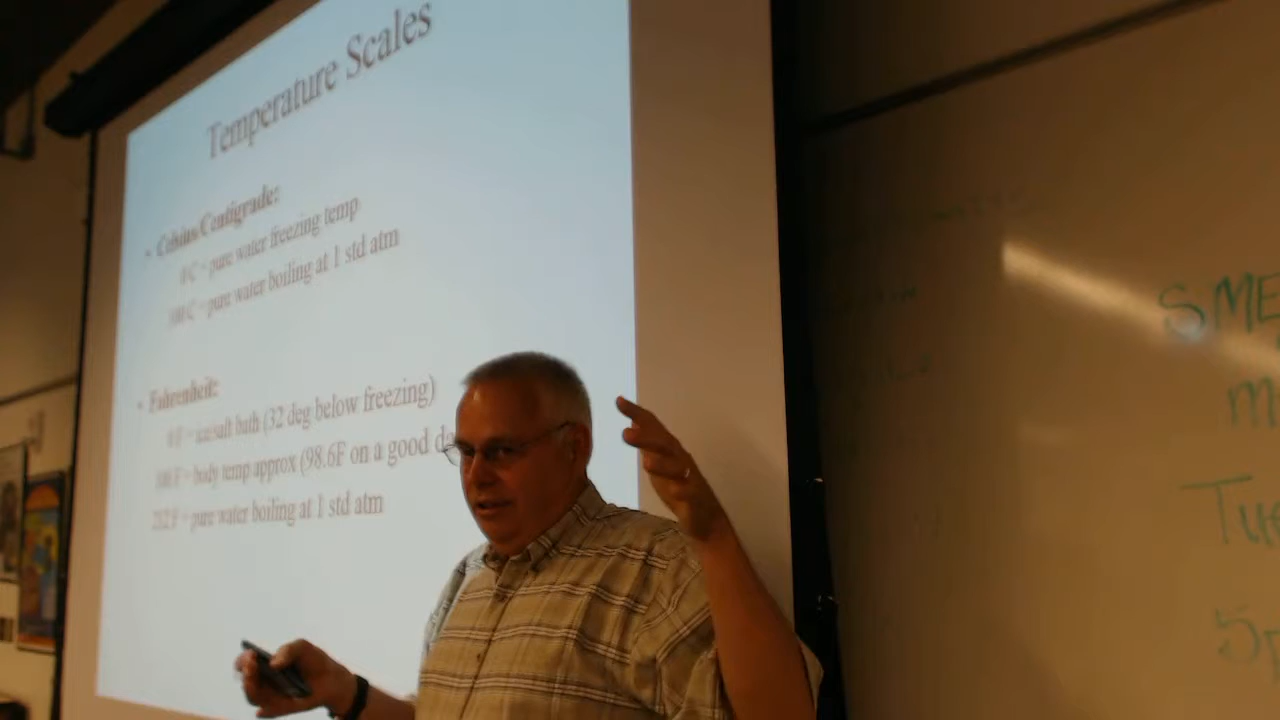 Temperature Scales
• Celsius/Centigrade:
0 C = pure water freezing temp
100 C = pure water boiling at 1 std atm
• Fahrenheit:
0 F = ice/salt bath (32 deg below freezing)
100 F = body temp approx (98.6F on a good da
212 F = pure water boiling at 1 std atm
SME
m
Tue
5p